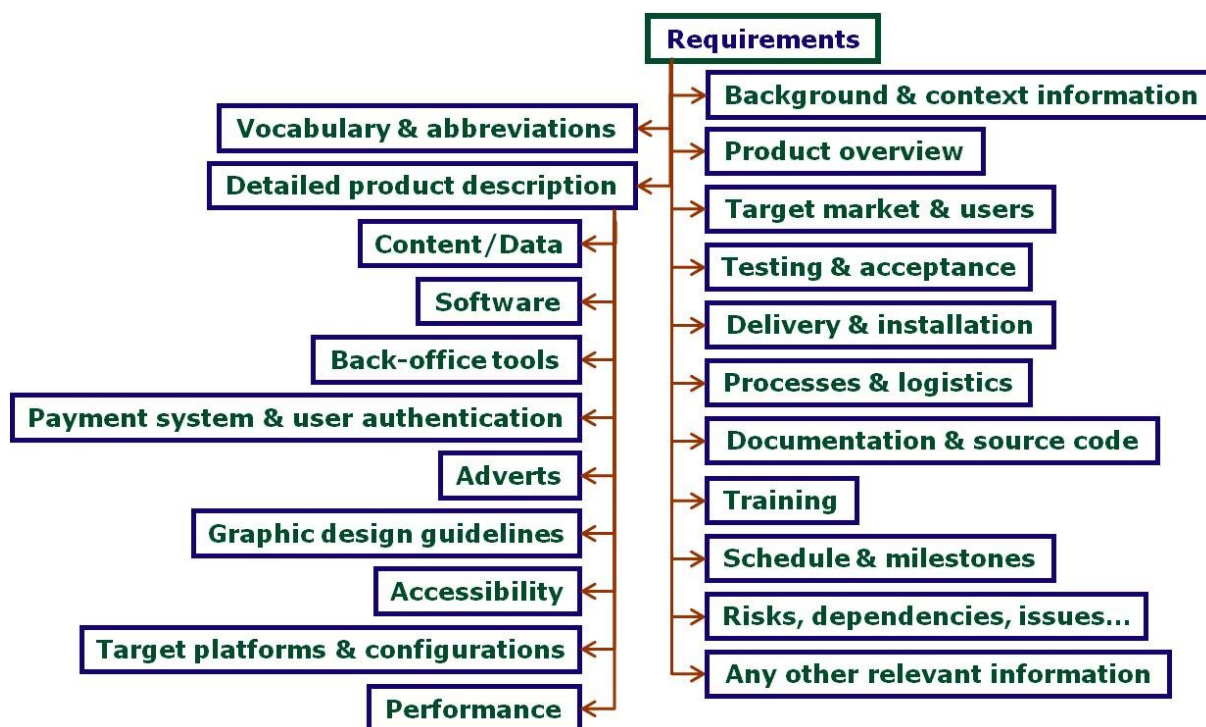 Requirements
Background & context information
Vocabulary & abbreviations
Product overview
Detailed product description
Target market & users
Content/Data
Testing & acceptance
Software
Delivery & installation
Back-office tools
Processes & logistics
Payment system & user authentication
Documentation & source code
Adverts
Training
Graphic design guidelines
Schedule & milestones
Accessibility
Risks, dependencies, issues...
Target platforms & configurations
Any other relevant information
Performance